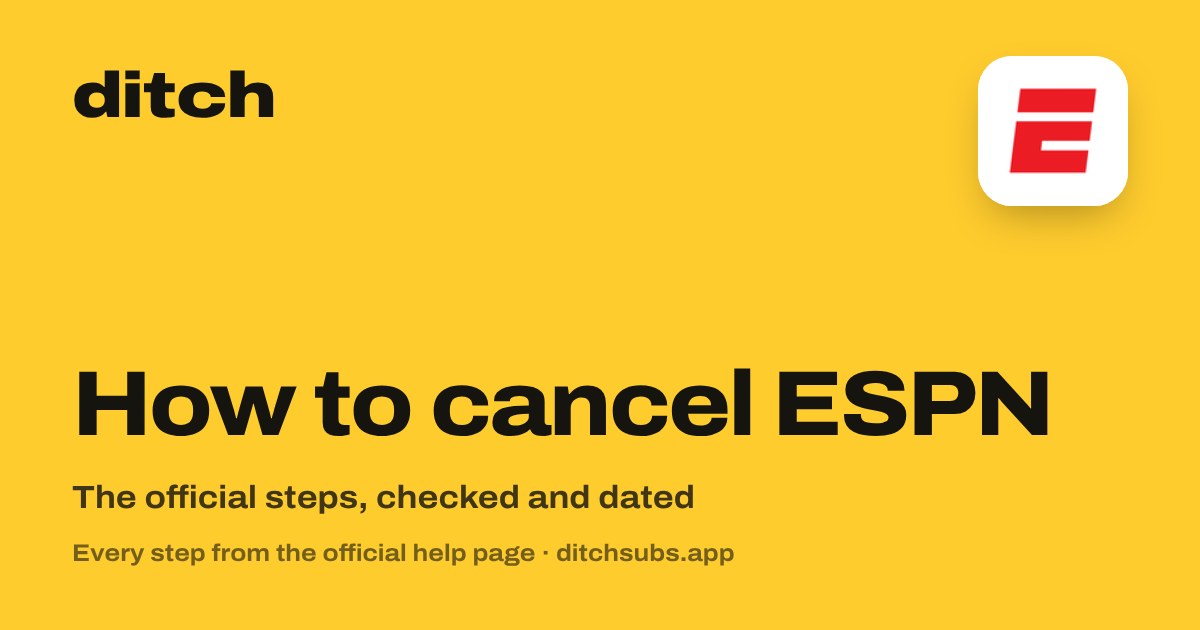 ditch
E
How to cancel ESPN
The official steps, checked and dated
Every step from the official help page · ditchsubs.app